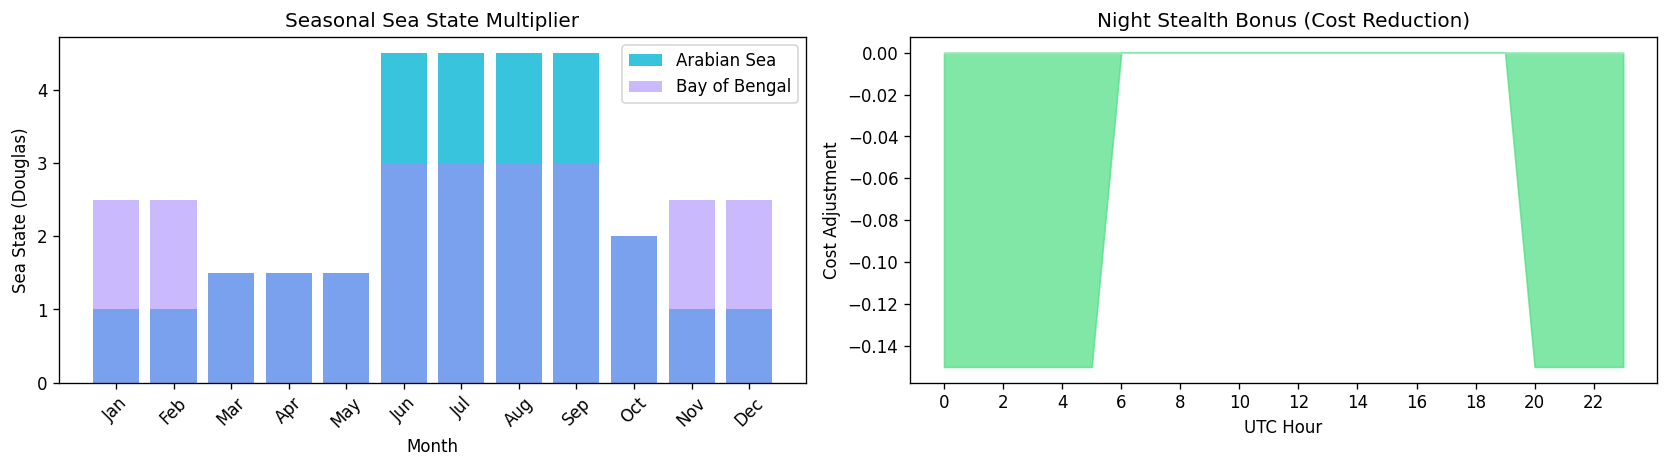 Seasonal Sea State Multiplier
Sea State (Douglas)
4
3
2
1
0
Arabian Sea
Bay of Bengal
Jan Feb Mar Apr May Jun Jul Aug Sep Oct Nov Dec
Month
Night Stealth Bonus (Cost Reduction)
Cost Adjustment
0.00
−0.02
−0.04
−0.06
−0.08
−0.10
−0.12
−0.14
0 2 4 6 8 10 12 14 16 18 20 22
UTC Hour